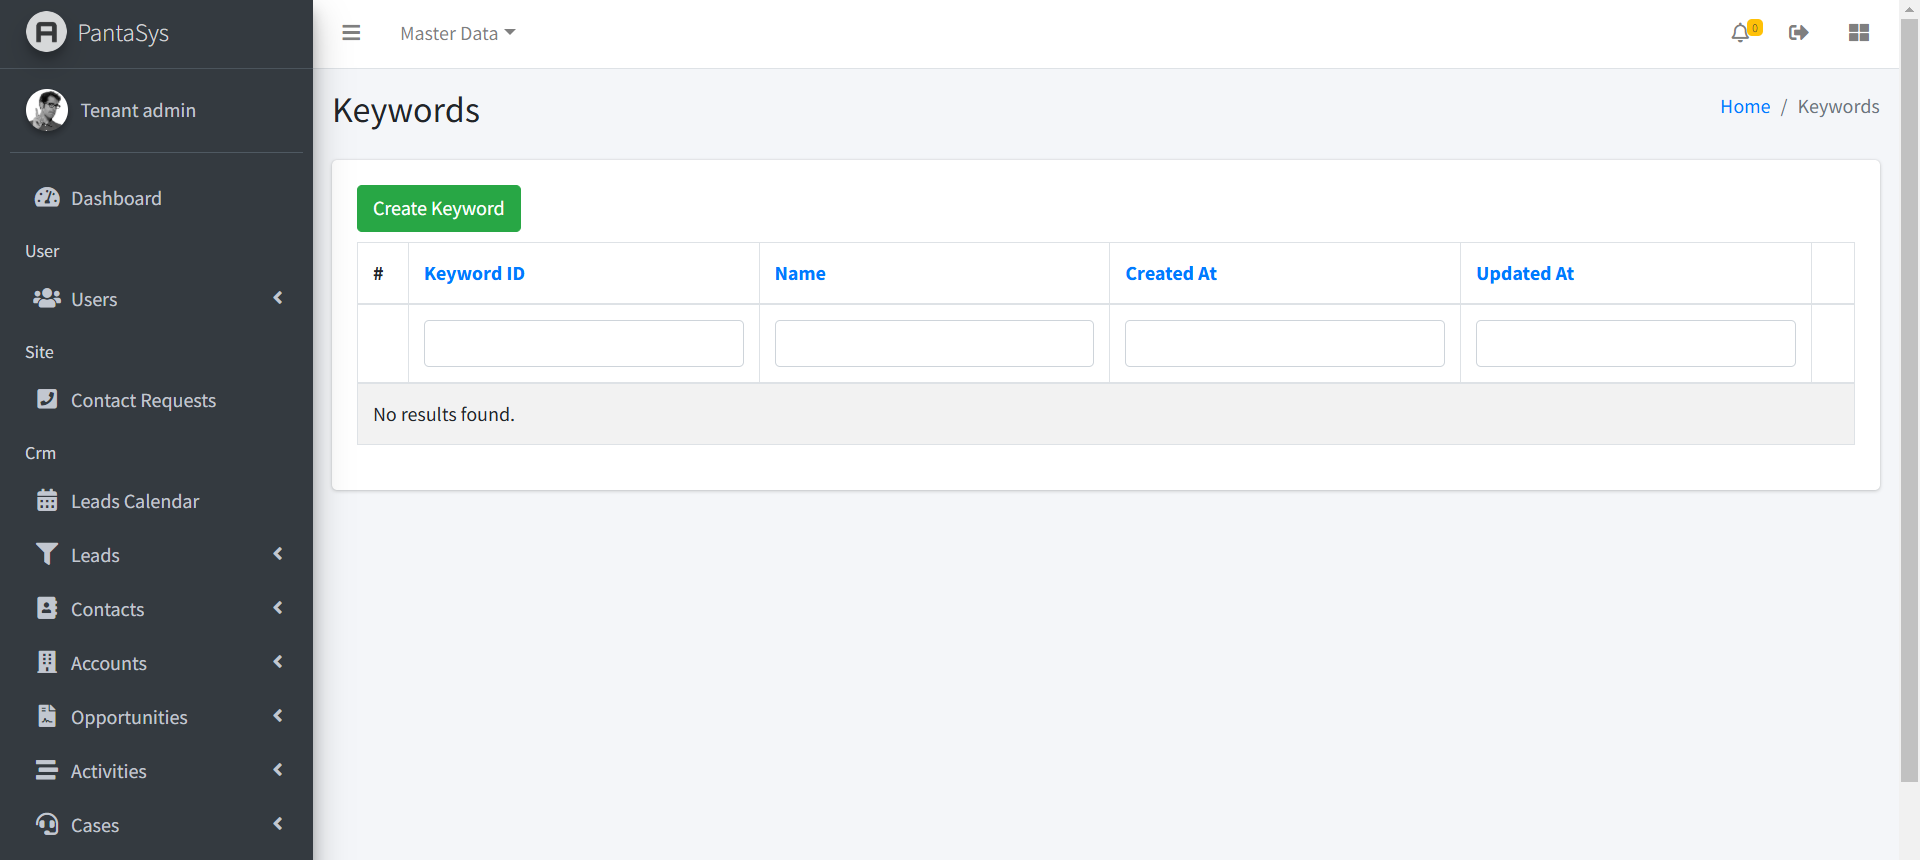 PantaSys
Master Data
0
Tenant admin
Keywords
Home / Keywords
Dashboard
User
Users
Site
Contact Requests
Crm
Leads Calendar
Leads
Contacts
Accounts
Opportunities
Activities
Cases
Create Keyword
# Keyword ID Name Created At Updated At
No results found.